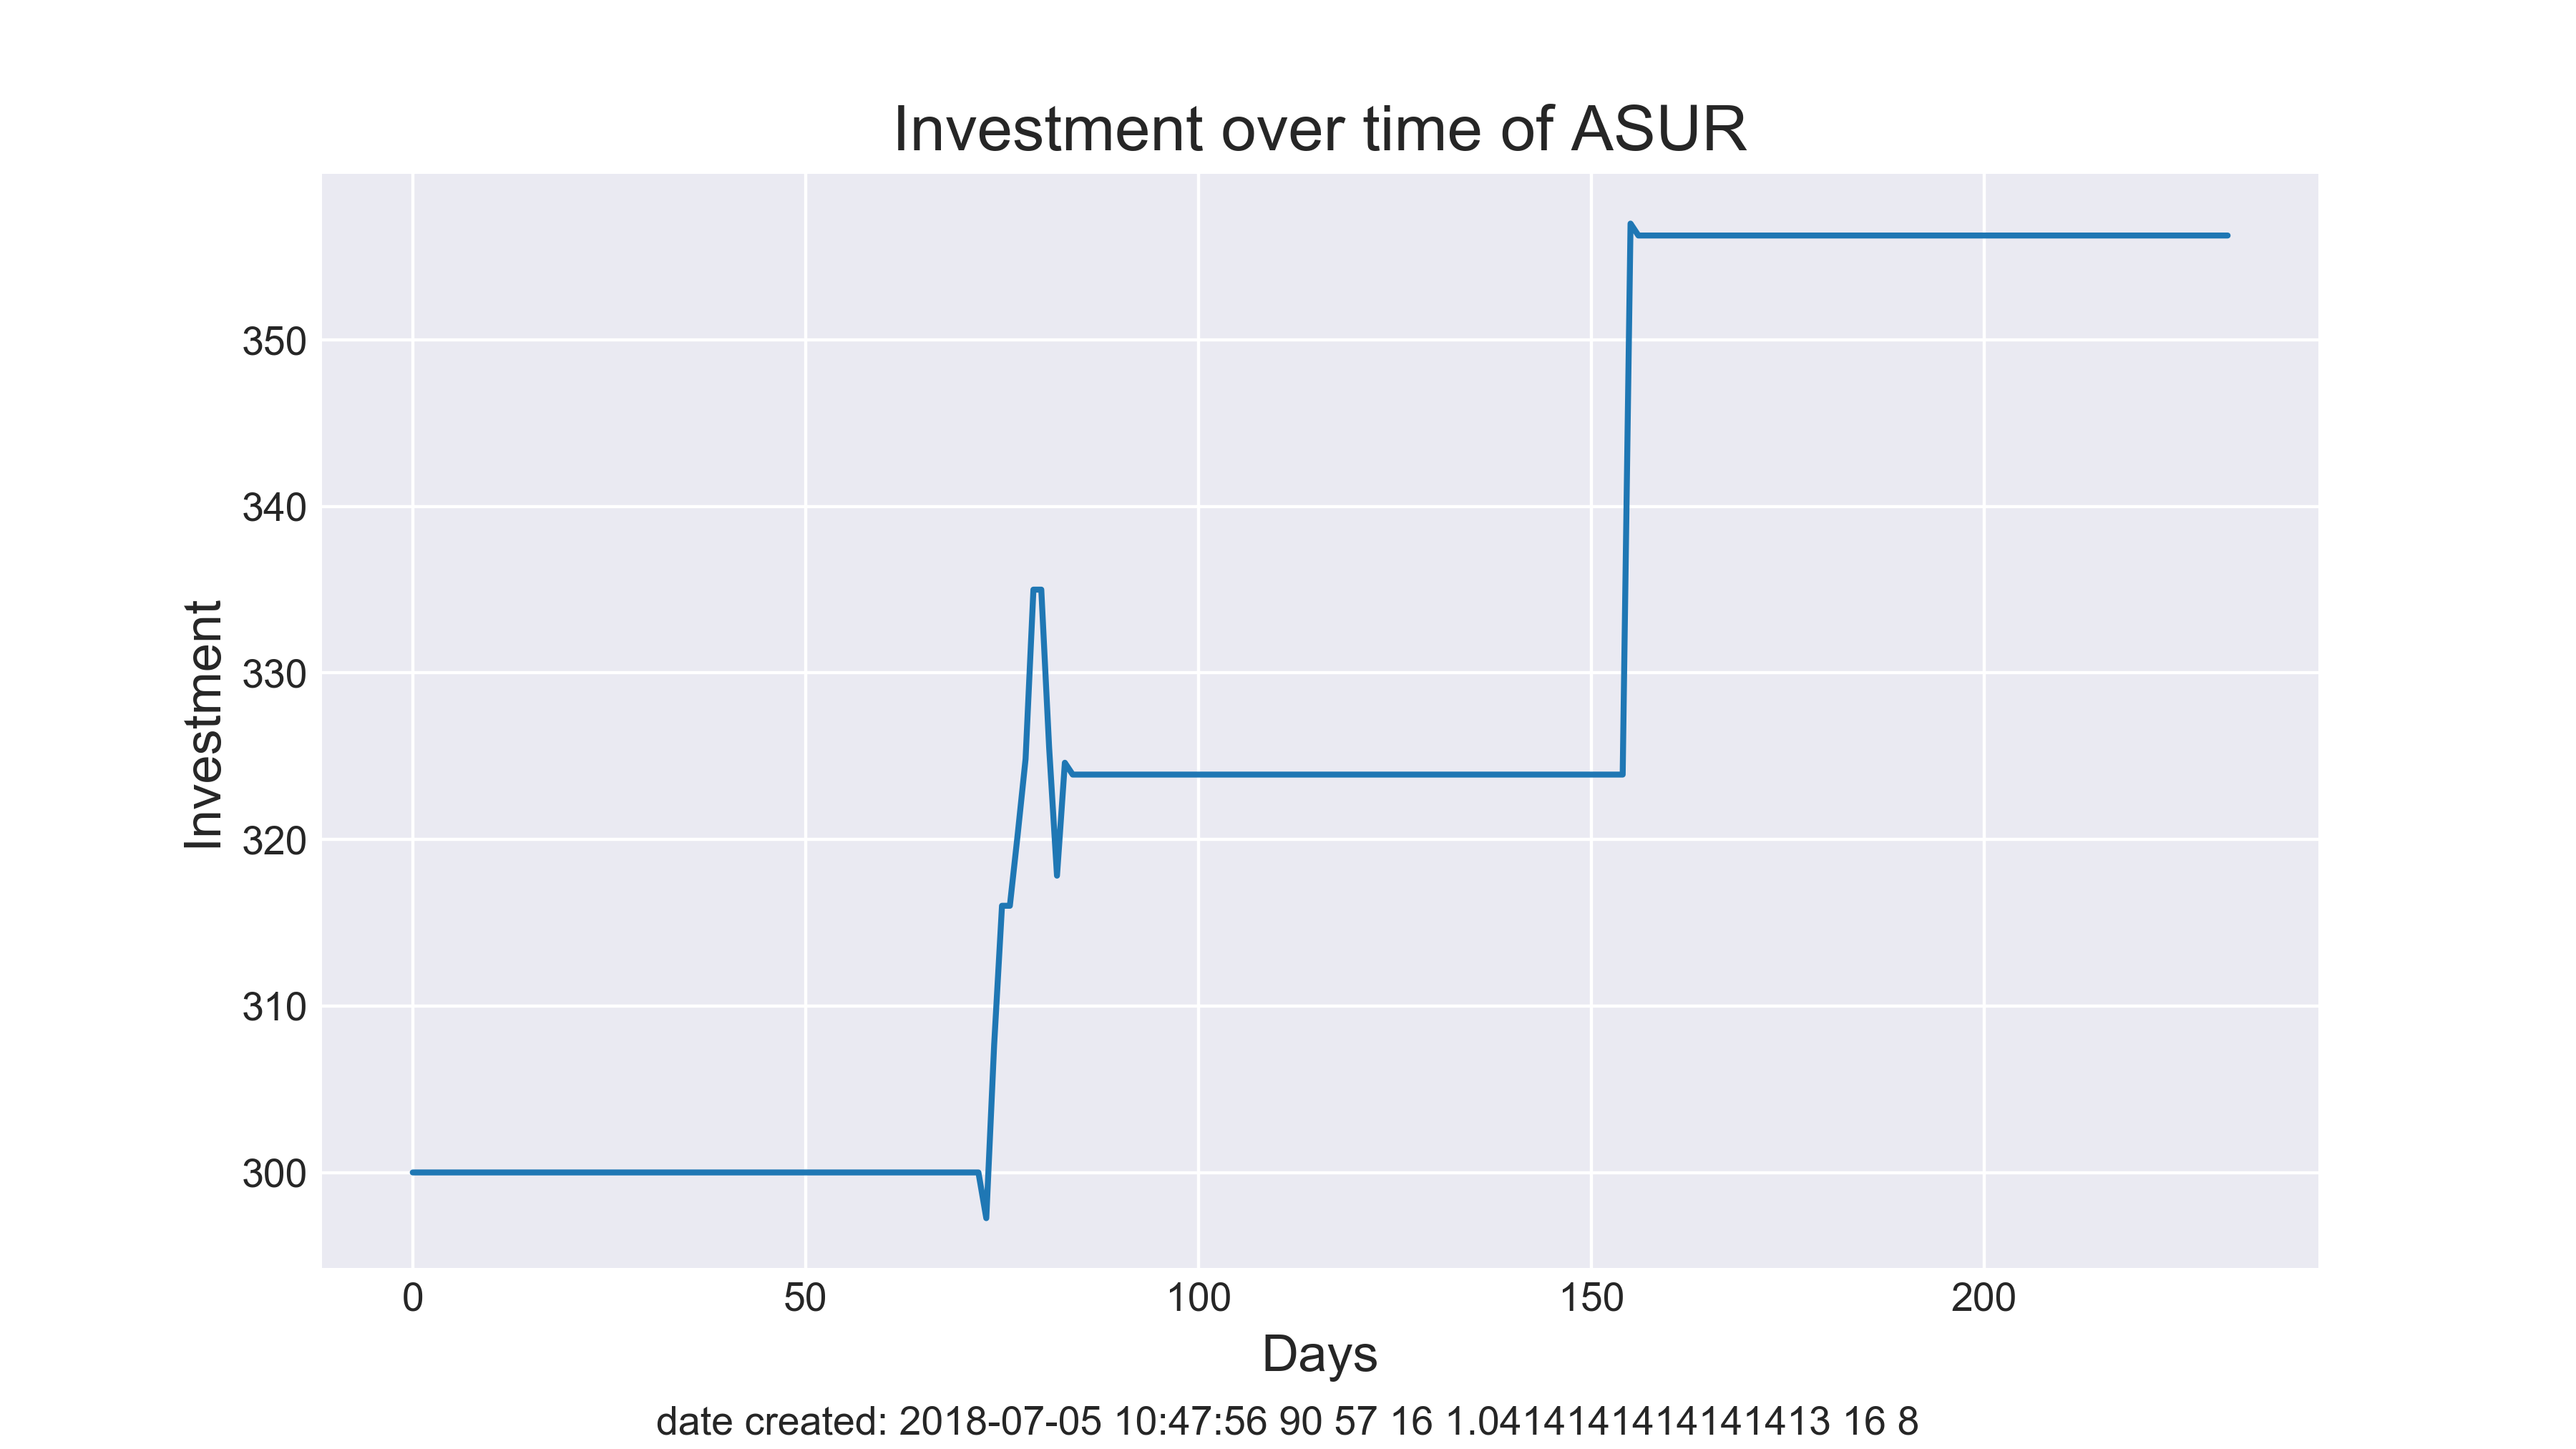 Investment over time of ASUR
Investment
350
340
330
320
310
300
0 50 100 150 200
Days
date created: 2018-07-05 10:47:56 90 57 16 1.0414141414141413 16 8